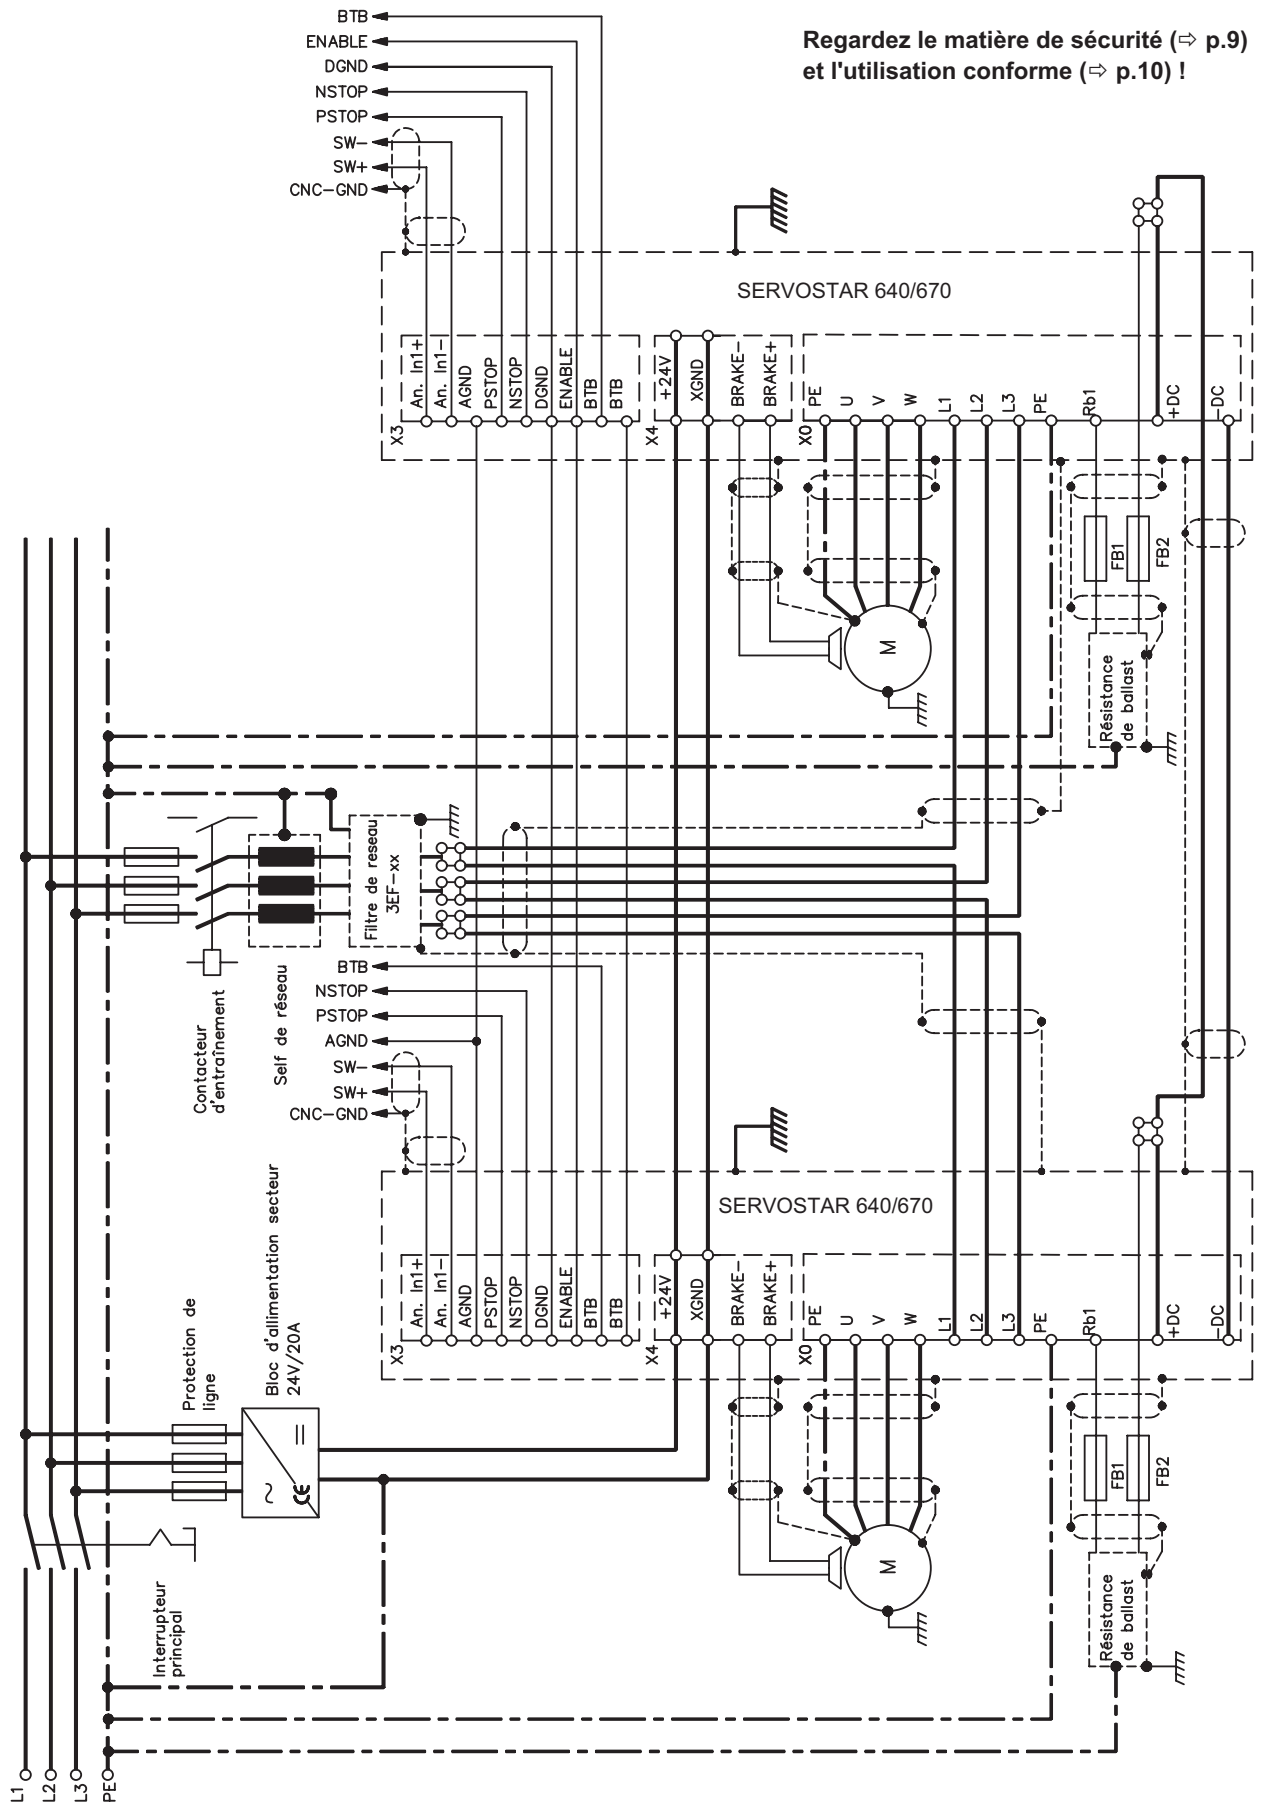 BTB
ENABLE
DGND
NSTOP
PSTOP
SW-
SW+
CNC-GND
Regardez le matière de sécurité (⇨ p.9)
et l'utilisation conforme (⇨ p.10) !
SERVOSTAR 640/670
X3
An. In1+
An. In1-
AGND
PSTOP
NSTOP
DGND
ENABLE
BTB
BTB
X4
+24V
XGND
BRAKE-
BRAKE+
X0
PE
U
V
W
L1
L2
L3
PE
Rb1
+DC
-DC
FB1
FB2
M
Résistance
de ballast
Filtre de reseau
3EF-xx
Contacteur
d'entraînement
Self de réseau
BTB
NSTOP
PSTOP
AGND
SW-
SW+
CNC-GND
SERVOSTAR 640/670
X3
An. In1+
An. In1-
AGND
PSTOP
NSTOP
DGND
ENABLE
BTB
BTB
X4
+24V
XGND
BRAKE-
BRAKE+
X0
PE
U
V
W
L1
L2
L3
PE
Rb1
+DC
-DC
Protection de
ligne
Bloc d'allimentation secteur
24V/20A
CE
FB1
FB2
M
Résistance
de ballast
Interrupteur
principal
L1
L2
L3
PE